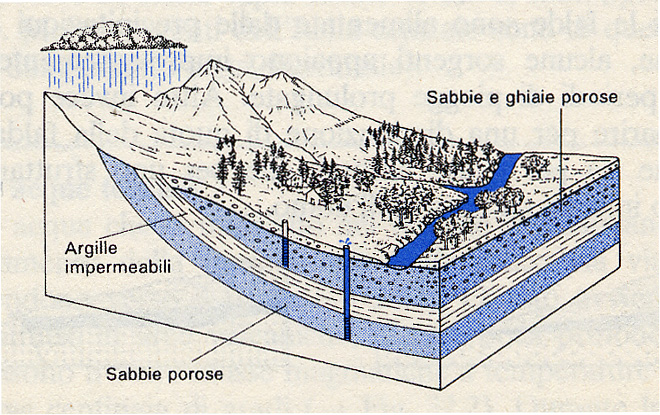 Sabbie e ghiaie porose
Argille
impermeabili
Sabbie porose